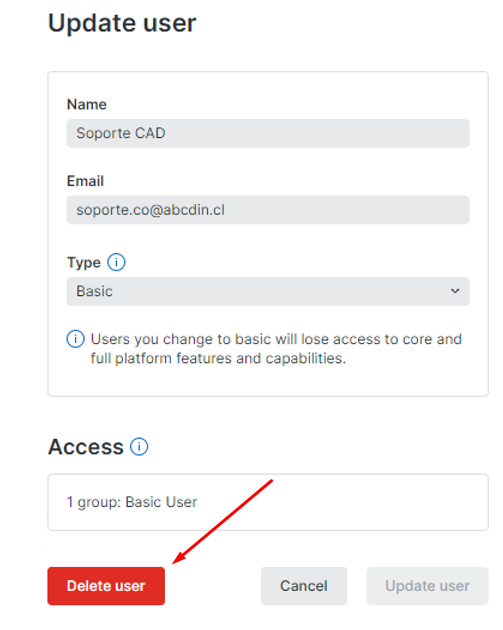 Update user
Name
Soporte CAD
Email
soporte.co@abcdin.cl
Type
Basic
Users you change to basic will lose access to core and
full platform features and capabilities.
Access
1 group: Basic User
Delete user
Cancel
Update user